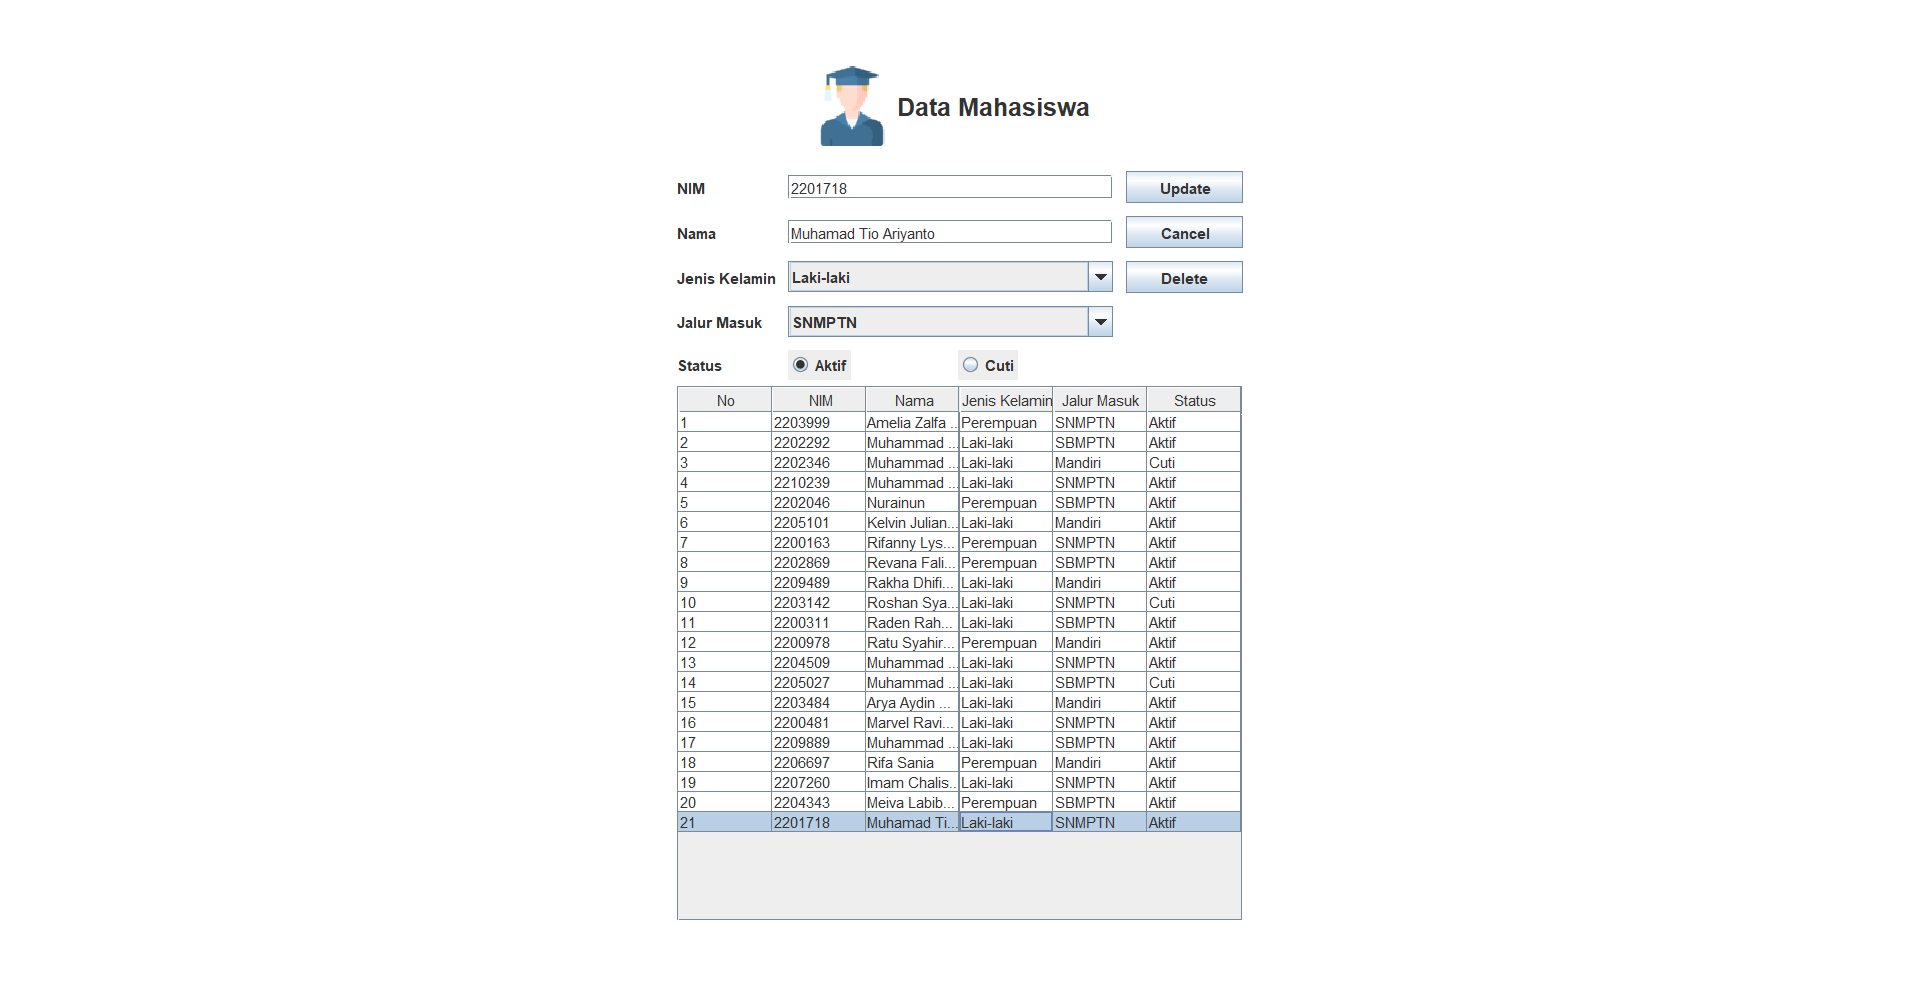 Data Mahasiswa
NIM 2201718 Update
Nama Muhamad Tio Ariyanto Cancel
Jenis Kelamin Laki-laki Delete
Jalur Masuk SNMPTN
Status Aktif Cuti
No NIM Nama Jenis Kelamin Jalur Masuk Status
1 2203999 Amelia Zalfa ... Perempuan SNMPTN Aktif
2 2202292 Muhammad ... Laki-laki SBMPTN Aktif
3 2202346 Muhammad ... Laki-laki Mandiri Cuti
4 2210239 Muhammad ... Laki-laki SNMPTN Aktif
5 2202046 Nurainun Perempuan SBMPTN Aktif
6 2205101 Kelvin Julian... Laki-laki Mandiri Aktif
7 2200163 Rifanny Lys... Perempuan SNMPTN Aktif
8 2202869 Revana Fali... Perempuan SBMPTN Aktif
9 2209489 Rakha Dhifi... Laki-laki Mandiri Aktif
10 2203142 Roshan Sya... Laki-laki SNMPTN Cuti
11 2200311 Raden Rah... Laki-laki SBMPTN Aktif
12 2200978 Ratu Syahir... Perempuan Mandiri Aktif
13 2204509 Muhammad ... Laki-laki SNMPTN Aktif
14 2205027 Muhammad ... Laki-laki SBMPTN Cuti
15 2203484 Arya Aydin ... Laki-laki Mandiri Aktif
16 2200481 Marvel Ravi... Laki-laki SNMPTN Aktif
17 2209889 Muhammad ... Laki-laki SBMPTN Aktif
18 2206697 Rifa Sania Perempuan Mandiri Aktif
19 2207260 Imam Chalis... Laki-laki SNMPTN Aktif
20 2204343 Meiva Labib... Perempuan SBMPTN Aktif
21 2201718 Muhamad Ti... Laki-laki SNMPTN Aktif